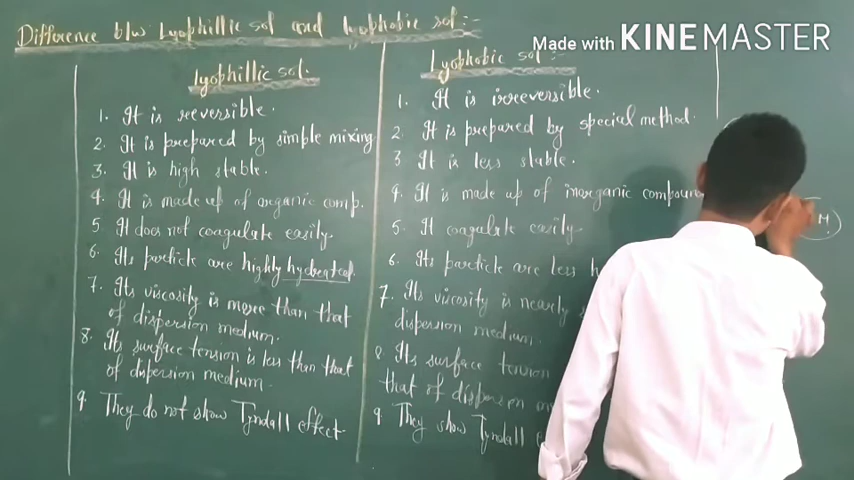 Difference b/w Lyophillic sol and lyophobic sol:-
Made with KINEMASTER
Lyophillic sol.
1. It is reversible.
2. It is prepared by simple mixing
3. It is high stable.
4. It is made up of organic comp.
5. It does not coagulate easily.
6. Its particle are highly hydreated.
7. Its viscosity is more than that
of dispersion medium.
8. Its surface tension is less than that
of dispersion medium.
9. They do not show Tyndall effect
Lyophobic sol:-
1. It is irreversible.
2. It is prepared by special method.
3. It is less stable.
4. It is made up of inorganic compoun
5. It coagulate easily
6. Its particle are less h
7. Its viscosity is nearly
dispersion medium.
8 Its surface tension
that of dispersion
9. They show Tyndall